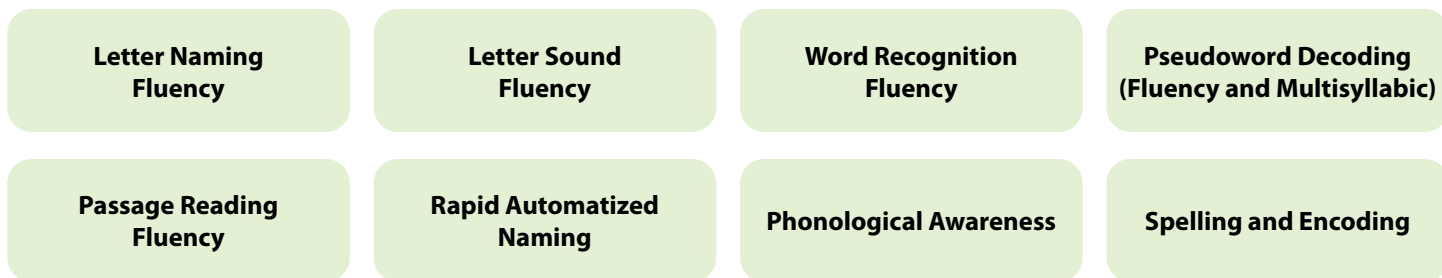 Letter Naming
Fluency
Letter Sound
Fluency
Word Recognition
Fluency
Pseudoword Decoding
(Fluency and Multisyllabic)
Passage Reading
Fluency
Rapid Automatized
Naming
Phonological Awareness
Spelling and Encoding